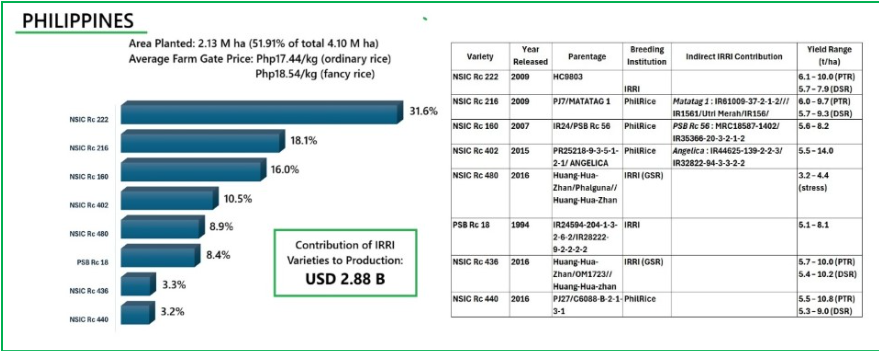 PHILIPPINES
Area Planted: 2.13 M ha (51.91% of total 4.10 M ha)
Average Farm Gate Price: Php17.44/kg (ordinary rice)
Php18.54/kg (fancy rice)
NSIC Rc 222
31.6%
NSIC Rc 216
18.1%
NSIC Rc 160
16.0%
NSIC Rc 402
10.5%
NSIC Rc 480
8.9%
PSB Rc 18
8.4%
NSIC Rc 436
3.3%
NSIC Rc 440
3.2%
Contribution of IRRI
Varieties to Production:
USD 2.88 B
Variety Year Released Parentage Breeding Institution Indirect IRRI Contribution Yield Range (t/ha)
NSIC Rc 222 2009 HC9803 IRRI 6.1 – 10.0 (PTR)
5.7 – 7.9 (DSR)
NSIC Rc 216 2009 PJ7/MATATAG 1 PhilRice Matatag 1 : IR61009-37-2-1-2/// 6.0 – 9.7 (PTR)
IR1561/Utri Merah/IR156/ 5.7 – 9.3 (DSR)
NSIC Rc 160 2007 IR24/PSB Rc 56 PhilRice PSB Rc 56 : MRC18587-1402/ 5.6 – 8.2
IR35366-20-3-2-1-2
NSIC Rc 402 2015 PR25218-9-3-5-1- PhilRice Angelica : IR44625-139-2-2-3/ 5.5 – 14.0
2-1/ ANGELICA IR32822-94-3-3-2-2
NSIC Rc 480 2016 Huang-Hua- IRRI (GSR) 3.2 – 4.4
Zhan/Phalguna// (stress)
Huang-Hua-Zhan
PSB Rc 18 1994 IR24594-204-1-3- IRRI 5.1 – 8.1
2-6-2/IR28222-
9-2-2-2-2
NSIC Rc 436 2016 Huang-Hua- IRRI (GSR) 5.7 – 10.0 (PTR)
Zhan/OM1723// 5.4 – 10.2 (DSR)
Huang-Hua-zhan
NSIC Rc 440 2016 PJ27/C6088-B-2-1- PhilRice 5.5 – 10.8 (PTR)
3-1 5.3 – 9.0 (DSR)